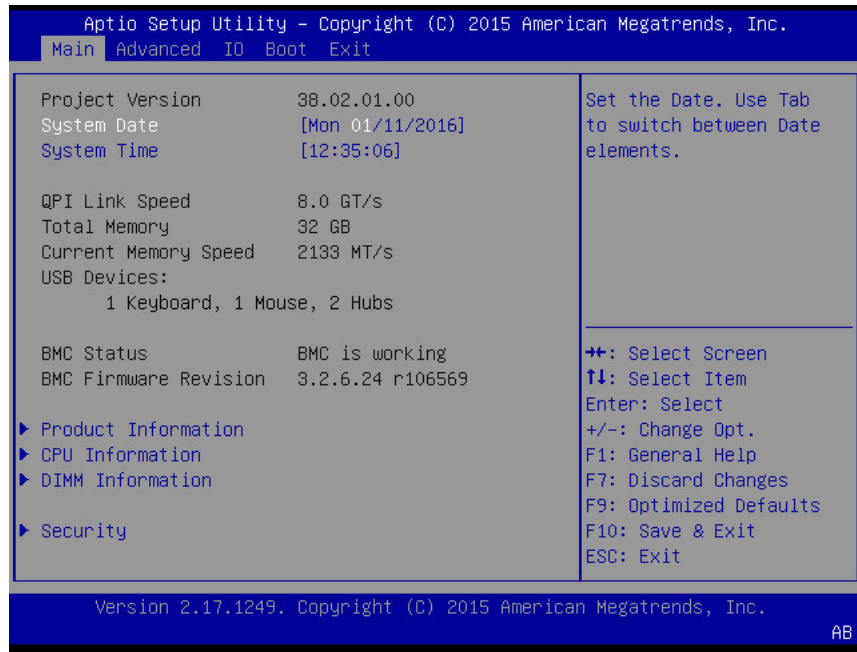 Aptio Setup Utility – Copyright (C) 2015 American Megatrends, Inc.
Main Advanced IO Boot Exit
Project Version 38.02.01.00
System Date [Mon 01/11/2016]
System Time [12:35:06]
QPI Link Speed 8.0 GT/s
Total Memory 32 GB
Current Memory Speed 2133 MT/s
USB Devices:
1 Keyboard, 1 Mouse, 2 Hubs
BMC Status BMC is working
BMC Firmware Revision 3.2.6.24 r106569
▶ Product Information
▶ CPU Information
▶ DIMM Information
▶ Security
Set the Date. Use Tab
to switch between Date
elements.
→←: Select Screen
↑↓: Select Item
Enter: Select
+/-: Change Opt.
F1: General Help
F7: Discard Changes
F9: Optimized Defaults
F10: Save & Exit
ESC: Exit
Version 2.17.1249. Copyright (C) 2015 American Megatrends, Inc.
AB